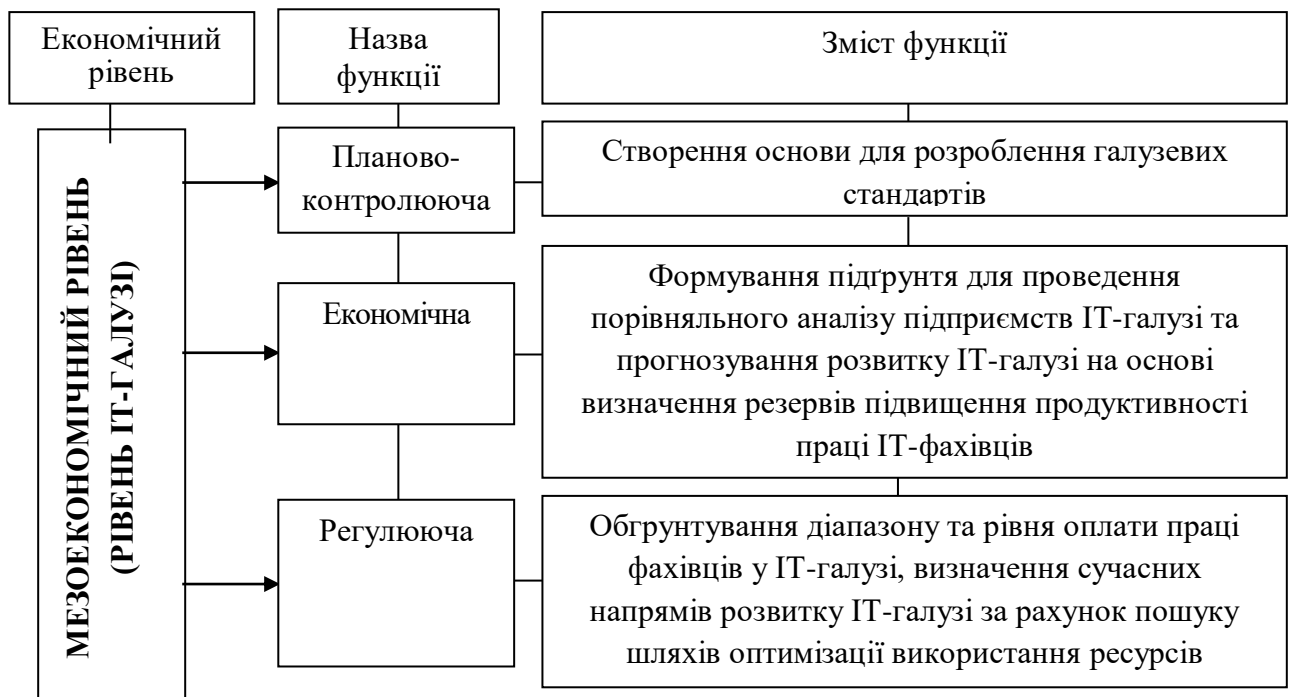 Економічний
рівень
Назва
функції
Зміст функції
МЕЗОЕКОНОМІЧНИЙ РІВЕНЬ
(РІВЕНЬ ІТ-ГАЛУЗІ)
Планово-
контролююча
Створення основи для розроблення галузевих
стандартів
Економічна
Формування підґрунтя для проведення
порівняльного аналізу підприємств ІТ-галузі та
прогнозування розвитку ІТ-галузі на основі
визначення резервів підвищення продуктивності
праці ІТ-фахівців
Регулююча
Обгрунтування діапазону та рівня оплати праці
фахівців у ІТ-галузі, визначення сучасних
напрямів розвитку ІТ-галузі за рахунок пошуку
шляхів оптимізації використання ресурсів